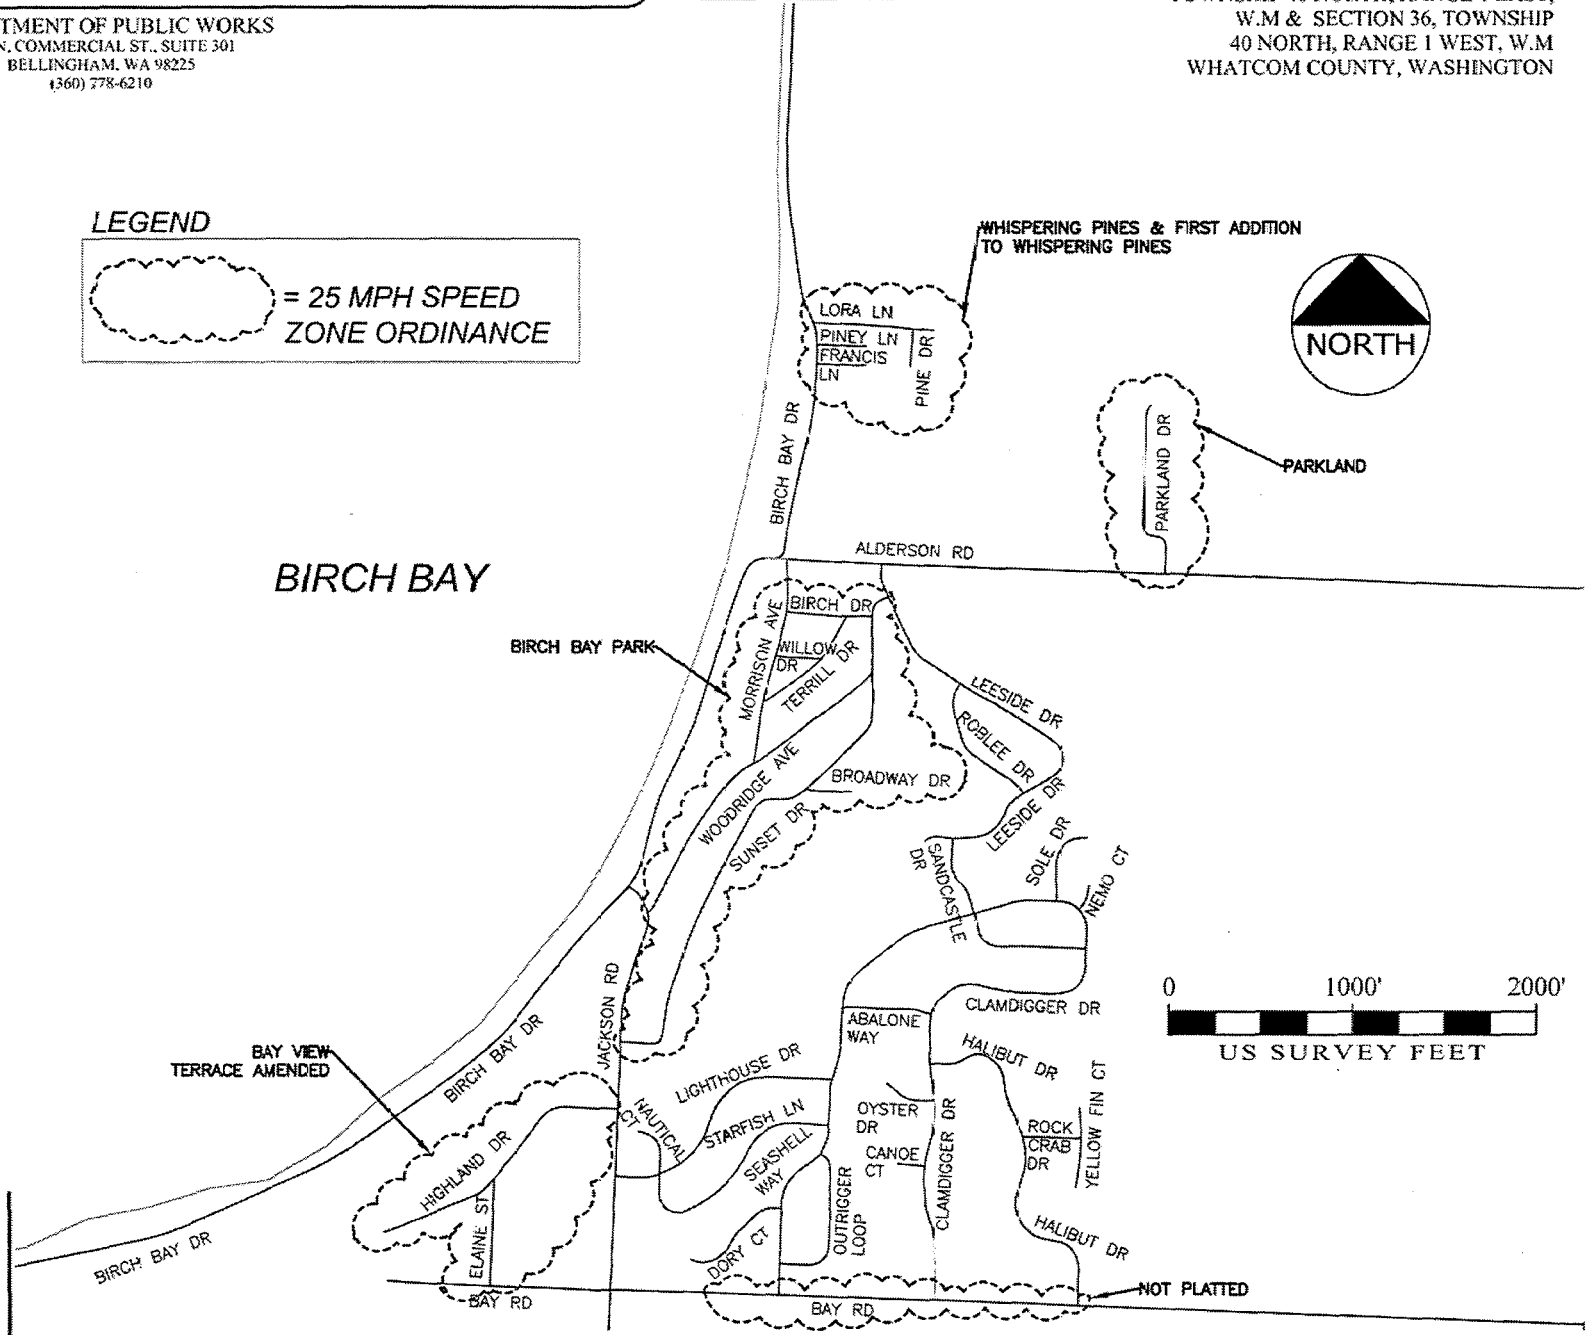 TMENT OF PUBLIC WORKS
N. COMMERCIAL ST., SUITE 301
BELLINGHAM, WA 98225
(360) 778-6210
W.M & SECTION 36, TOWNSHIP
40 NORTH, RANGE 1 WEST, W.M
WHATCOM COUNTY, WASHINGTON
LEGEND
= 25 MPH SPEED
ZONE ORDINANCE
WHISPERING PINES & FIRST ADDITION
TO WHISPERING PINES
NORTH
LORA LN
PINEY LN
FRANCIS
LN
PINE DR
BIRCH BAY DR
PARKLAND DR
PARKLAND
ALDERSON RD
BIRCH BAY
BIRCH BAY PARK
MORRISON AVE
BIRCH DR
WILLOW
DR
TERRILL DR
WOODRIDGE AVE
BROADWAY DR
SUNSET DR
LEESIDE DR
ROBLEE DR
LEESIDE DR
SANDCASTLE
DR
SOLE DR
NEMO CT
JACKSON RD
CLAMDIGGER DR
ABALONE
WAY
0 1000' 2000'
US SURVEY FEET
BAY VIEW
TERRACE AMENDED
BIRCH BAY DR
LIGHTHOUSE DR
HALIBUT DR
NAUTICAL
CT
STARFISH LN
SEASHELL
WAY
OYSTER
DR
CANOE
CT
CLAMDIGGER DR
ROCK
CRAB
DR
YELLOW FIN CT
HIGHLAND DR
ELAINE ST
OUTRIGGER
LOOP
DORY CT
HALIBUT DR
BIRCH BAY DR
BAY RD
BAY RD
NOT PLATTED